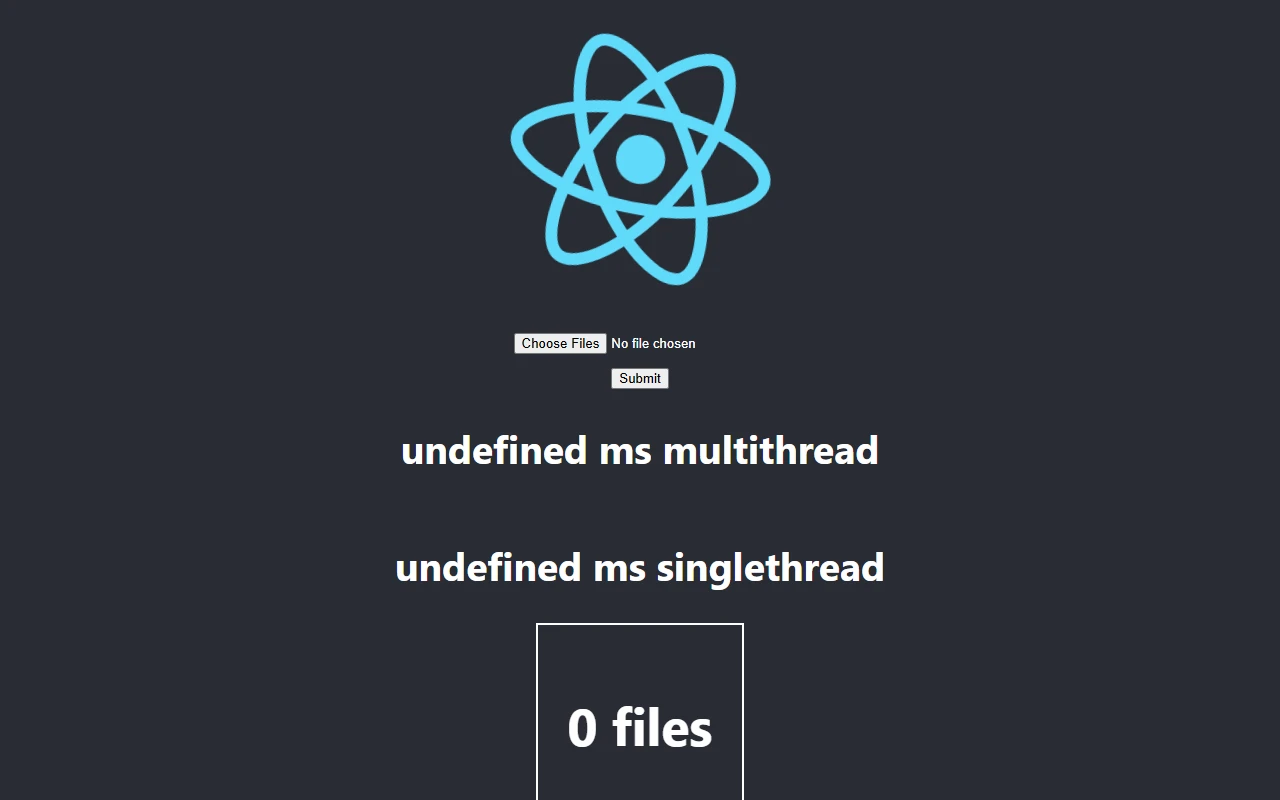 Choose Files No file chosen
Submit
undefined ms multithread
undefined ms singlethread
0 files